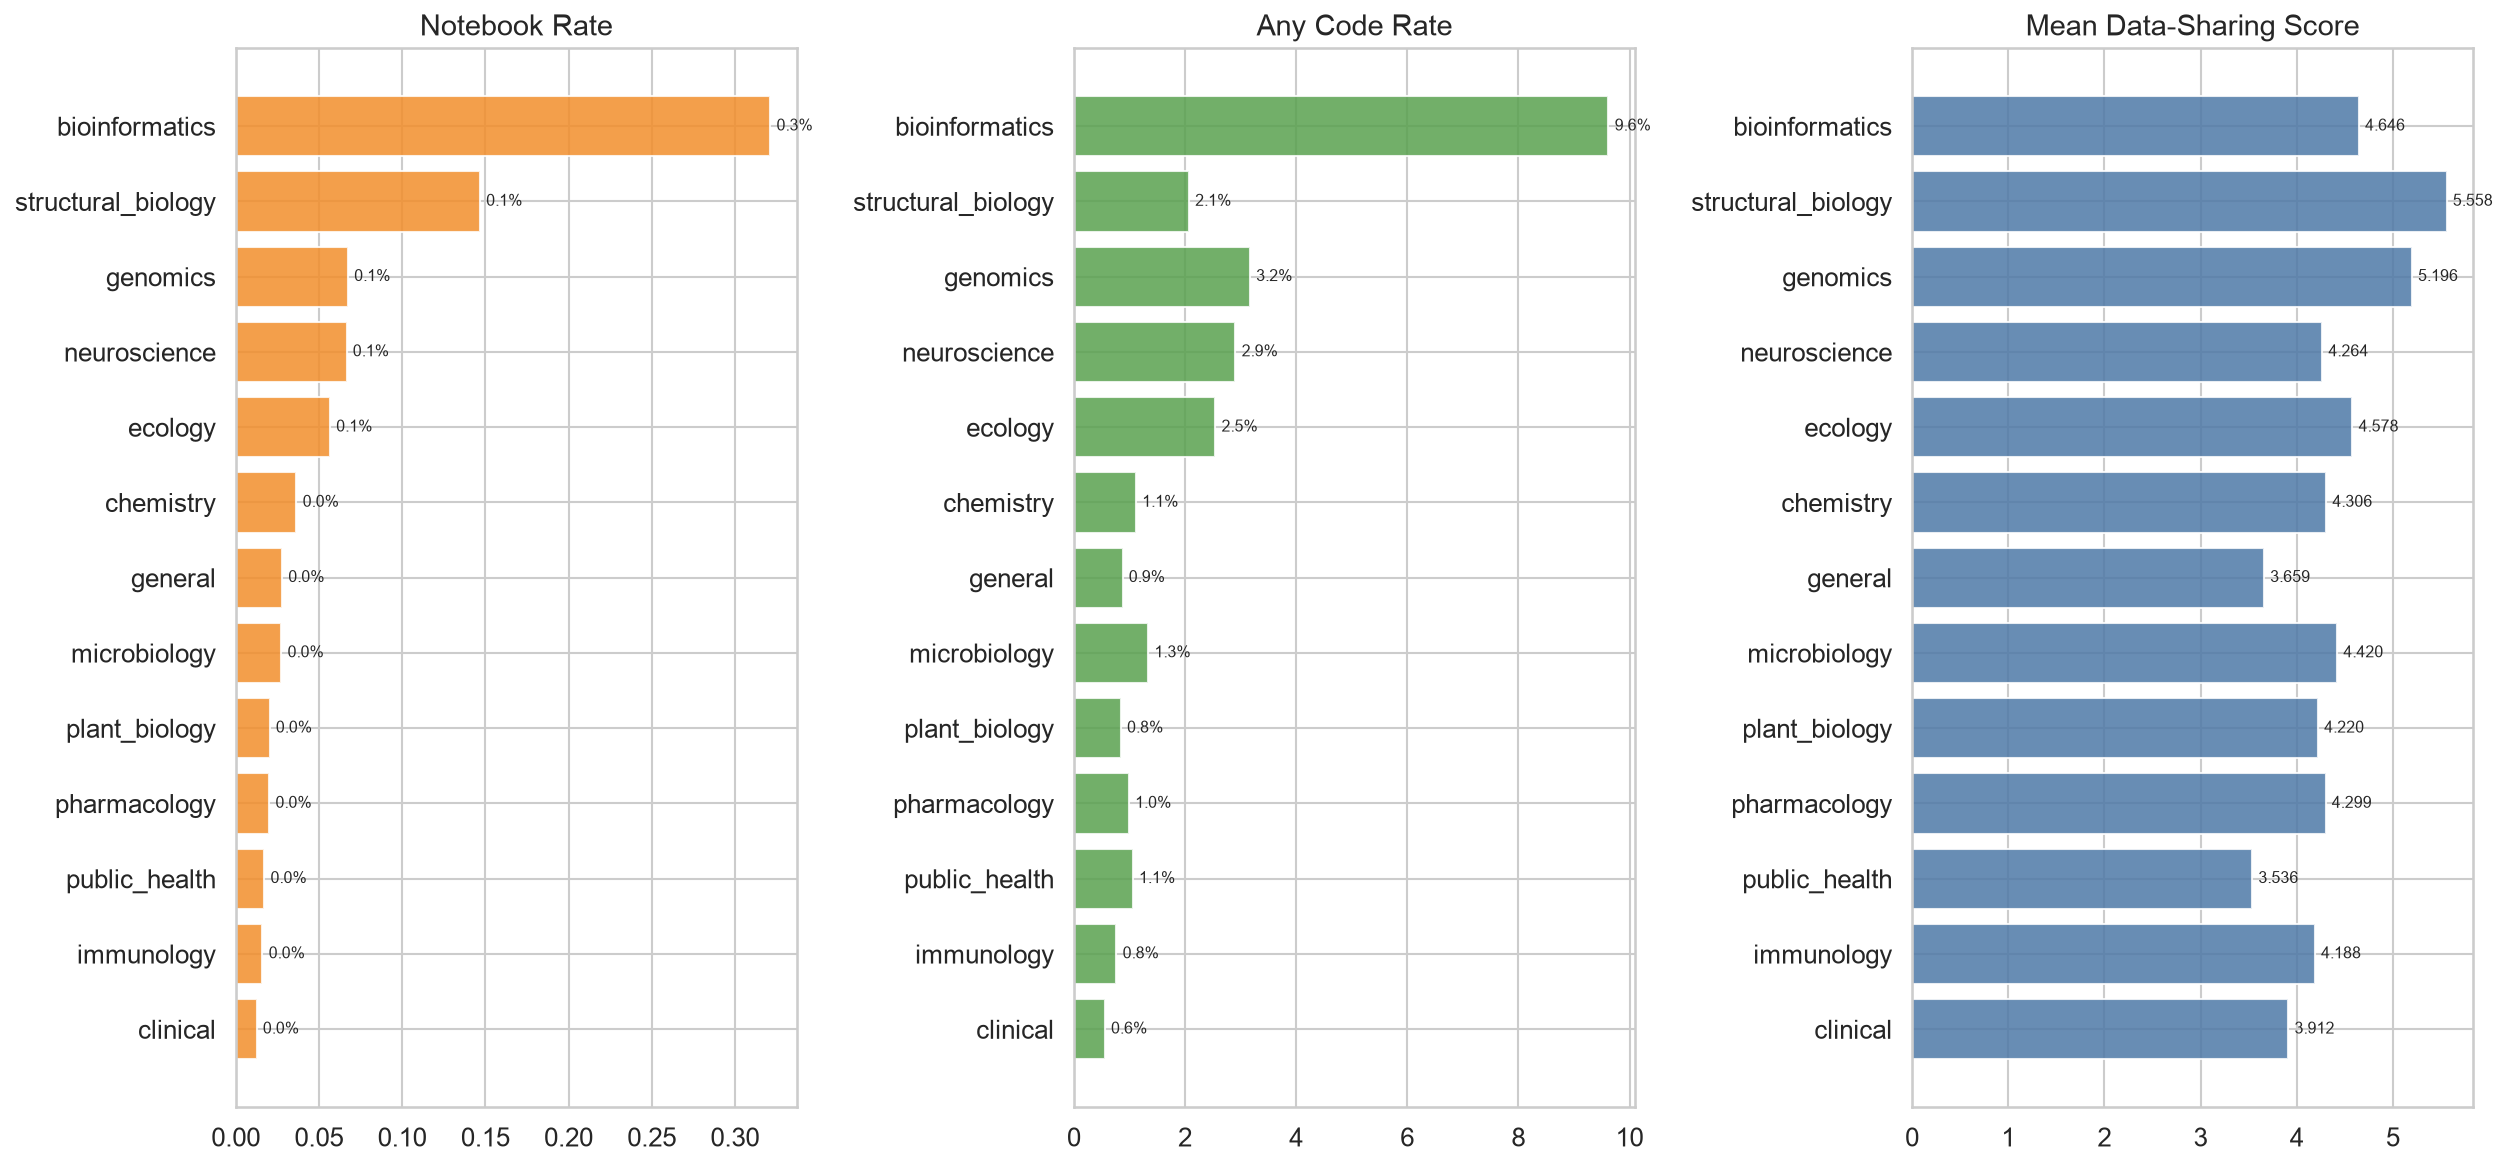 Notebook Rate
bioinformatics
0.3%
structural_biology
0.1%
genomics
0.1%
neuroscience
0.1%
ecology
0.1%
chemistry
0.0%
general
0.0%
microbiology
0.0%
plant_biology
0.0%
pharmacology
0.0%
public_health
0.0%
immunology
0.0%
clinical
0.0%
0.00 0.05 0.10 0.15 0.20 0.25 0.30
Any Code Rate
bioinformatics
9.6%
structural_biology
2.1%
genomics
3.2%
neuroscience
2.9%
ecology
2.5%
chemistry
1.1%
general
0.9%
microbiology
1.3%
plant_biology
0.8%
pharmacology
1.0%
public_health
1.1%
immunology
0.8%
clinical
0.6%
0 2 4 6 8 10
Mean Data-Sharing Score
bioinformatics
4.646
structural_biology
5.558
genomics
5.196
neuroscience
4.264
ecology
4.578
chemistry
4.306
general
3.659
microbiology
4.420
plant_biology
4.220
pharmacology
4.299
public_health
3.536
immunology
4.188
clinical
3.912
0 1 2 3 4 5